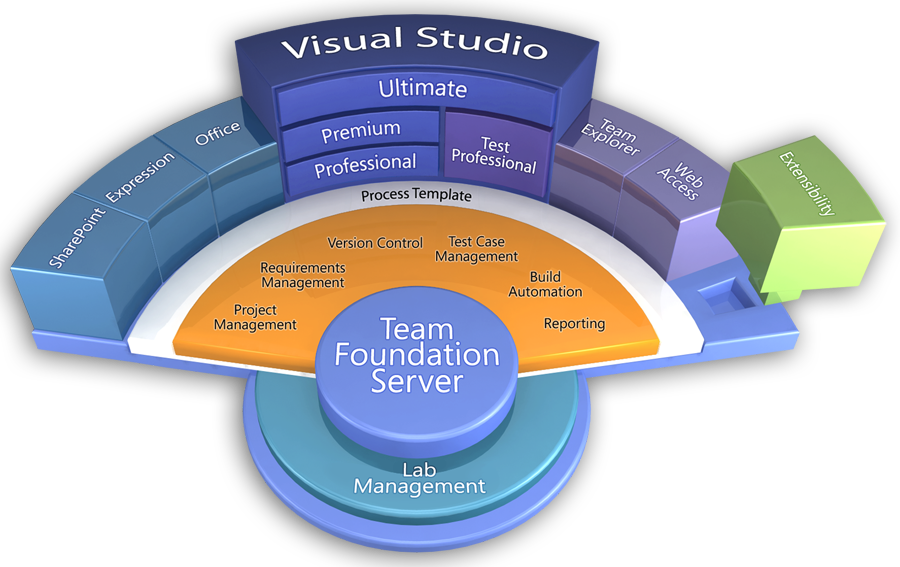 Visual Studio
Ultimate
Premium
Professional
Test
Professional
Office
Expression
SharePoint
Team
Explorer
Web
Access
Extensibility
Process Template
Version Control
Test Case
Management
Requirements
Management
Build
Automation
Project
Management
Reporting
Team
Foundation
Server
Lab
Management